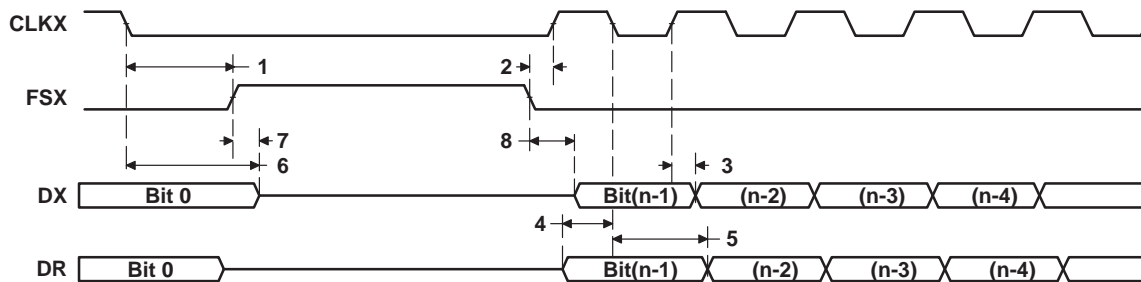 CLKX
1
2
FSX
7
8
6
3
DX
Bit 0
Bit(n-1)
(n-2)
(n-3)
(n-4)
4
5
DR
Bit 0
Bit(n-1)
(n-2)
(n-3)
(n-4)